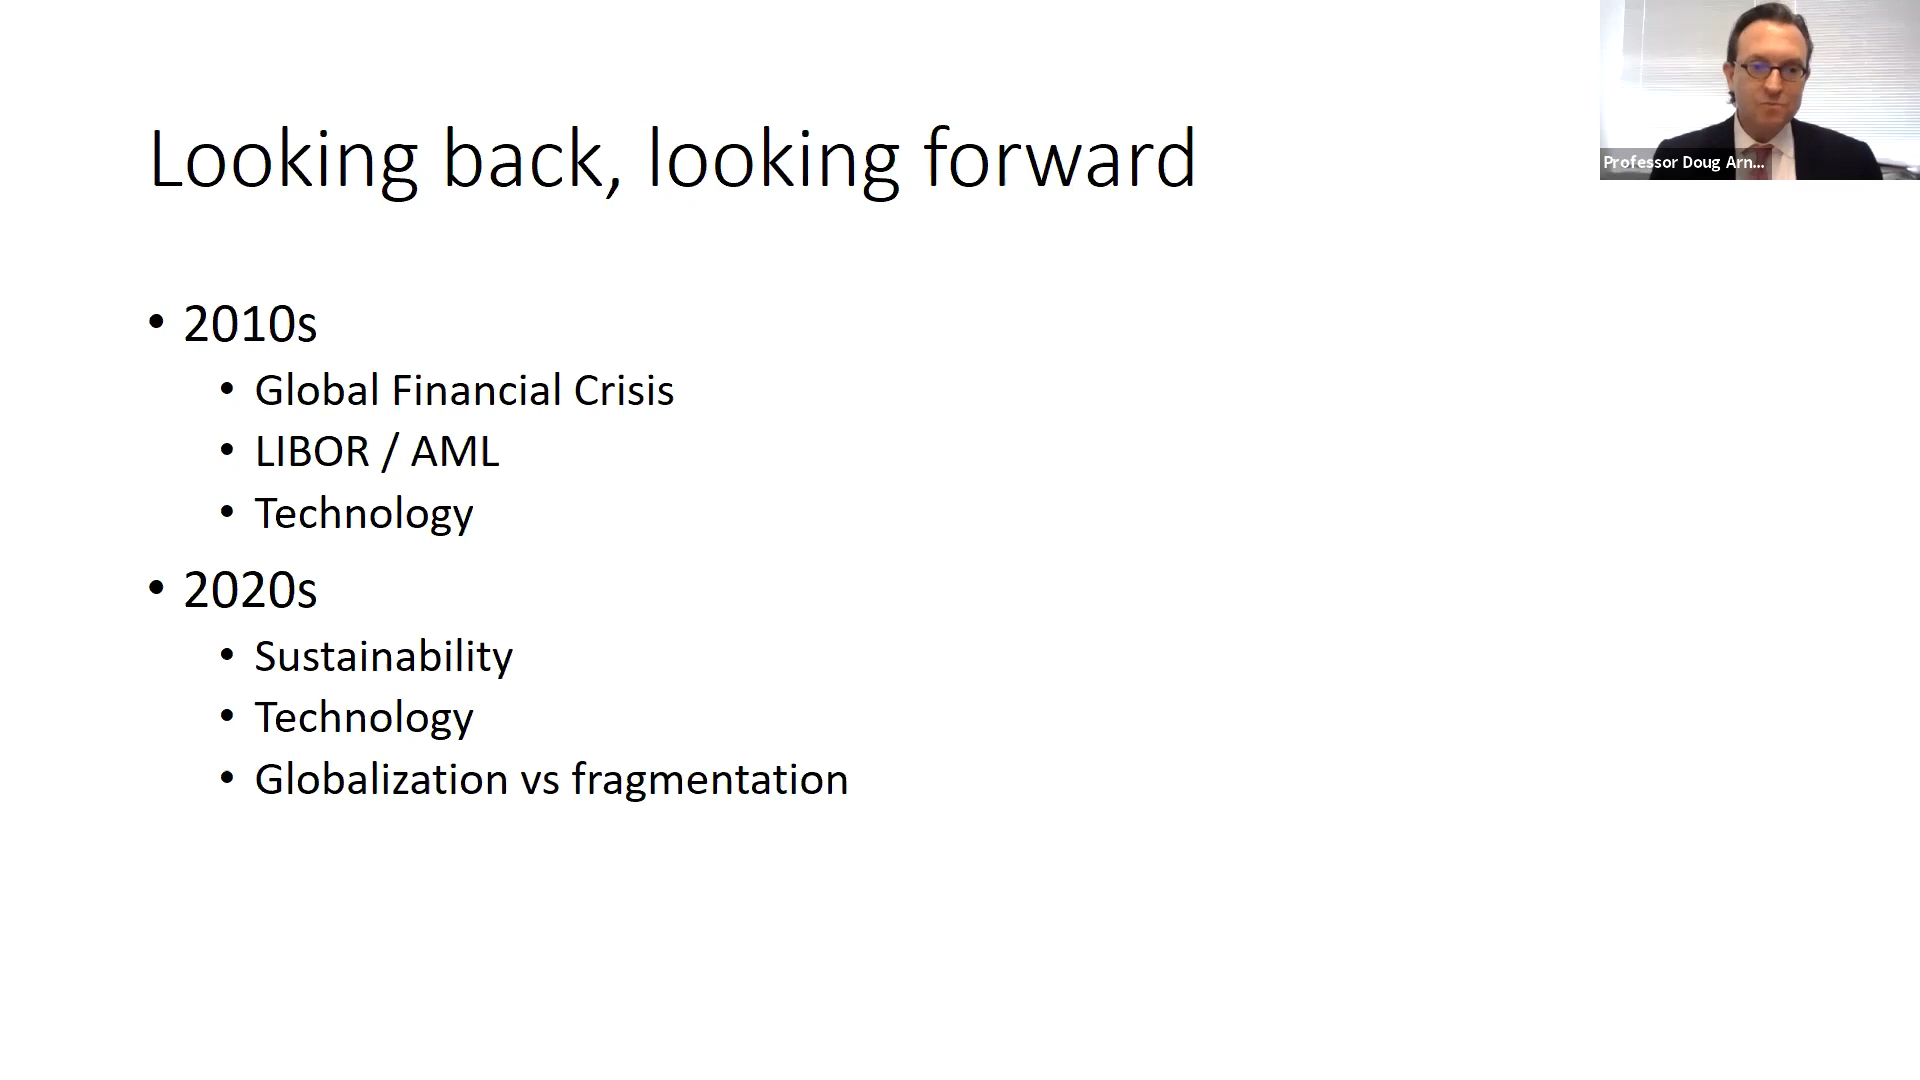 Looking back, looking forward
Professor Doug Arn...
• 2010s
• Global Financial Crisis
• LIBOR / AML
• Technology
• 2020s
• Sustainability
• Technology
• Globalization vs fragmentation